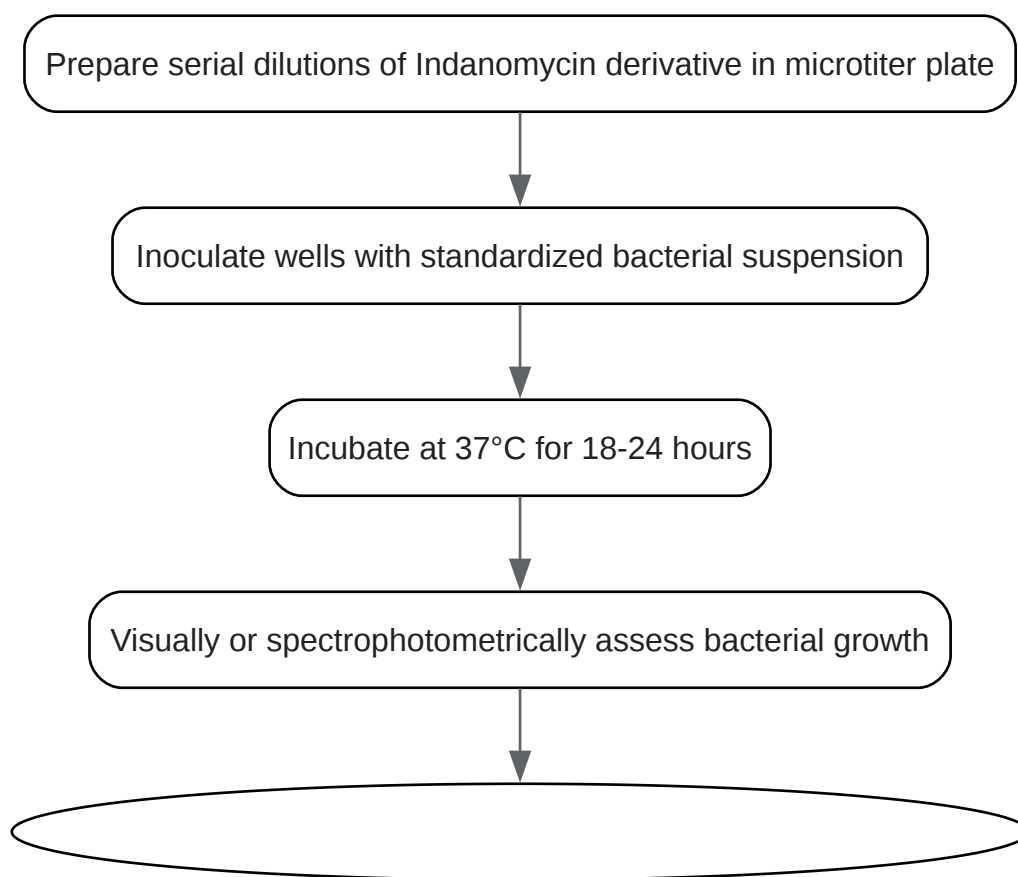 Prepare serial dilutions of Indanomycin derivative in microtiter plate
Inoculate wells with standardized bacterial suspension
Incubate at 37°C for 18-24 hours
Visually or spectrophotometrically assess bacterial growth